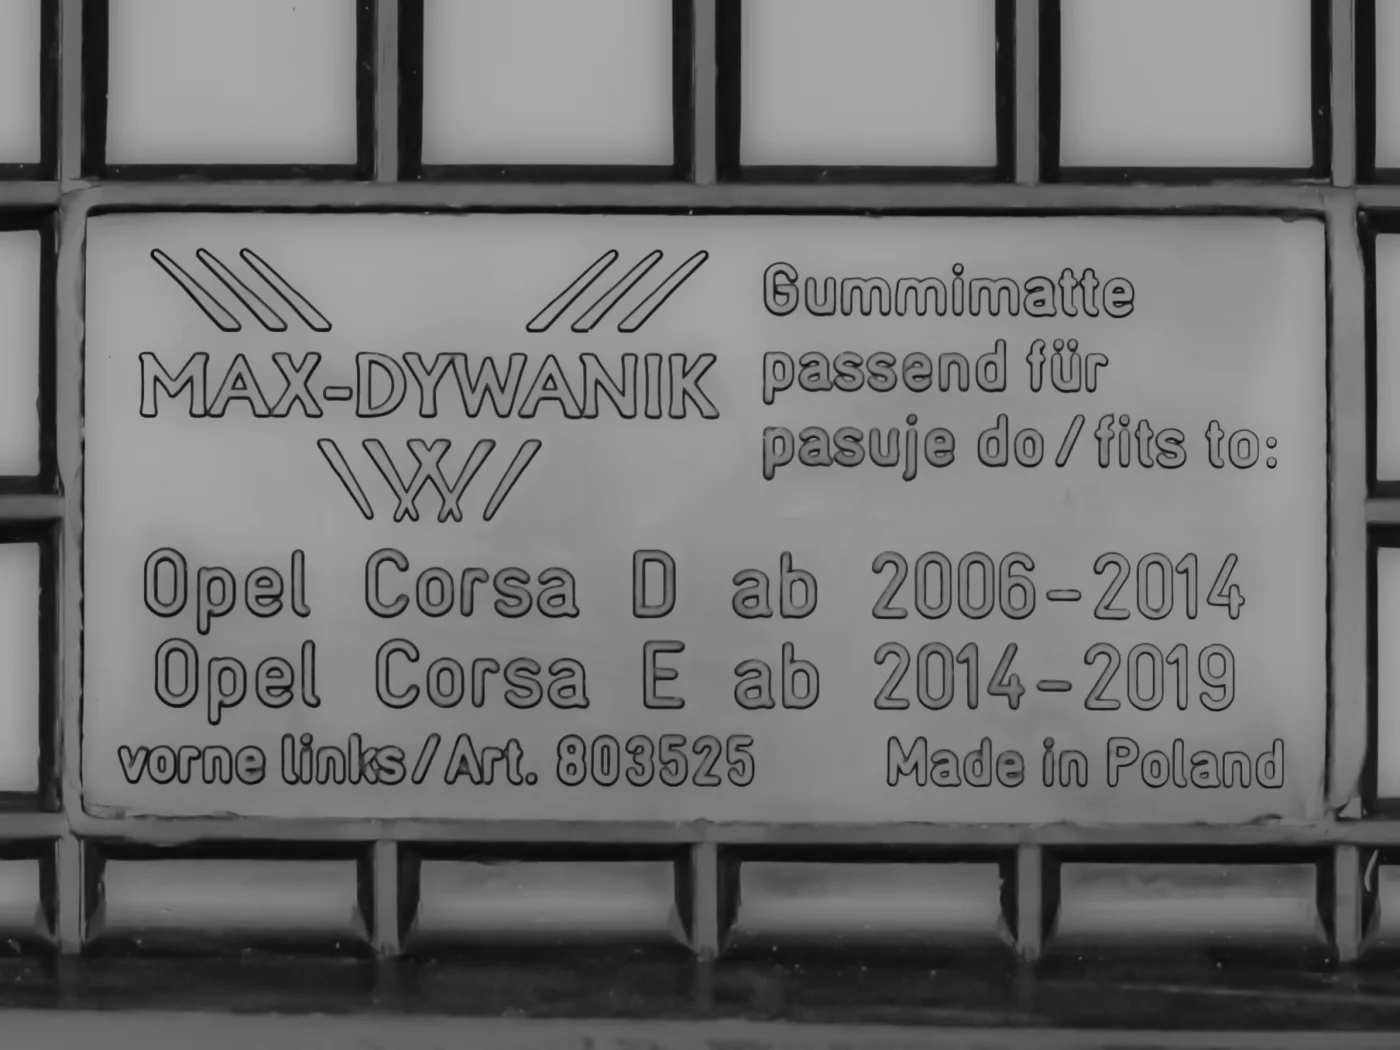 MAX-DYWANIK
Gummimatte
passend für
pasuje do/fits to:
Opel Corsa D ab 2006-2014
Opel Corsa E ab 2014-2019
vorne links/Art. 803525 Made in Poland